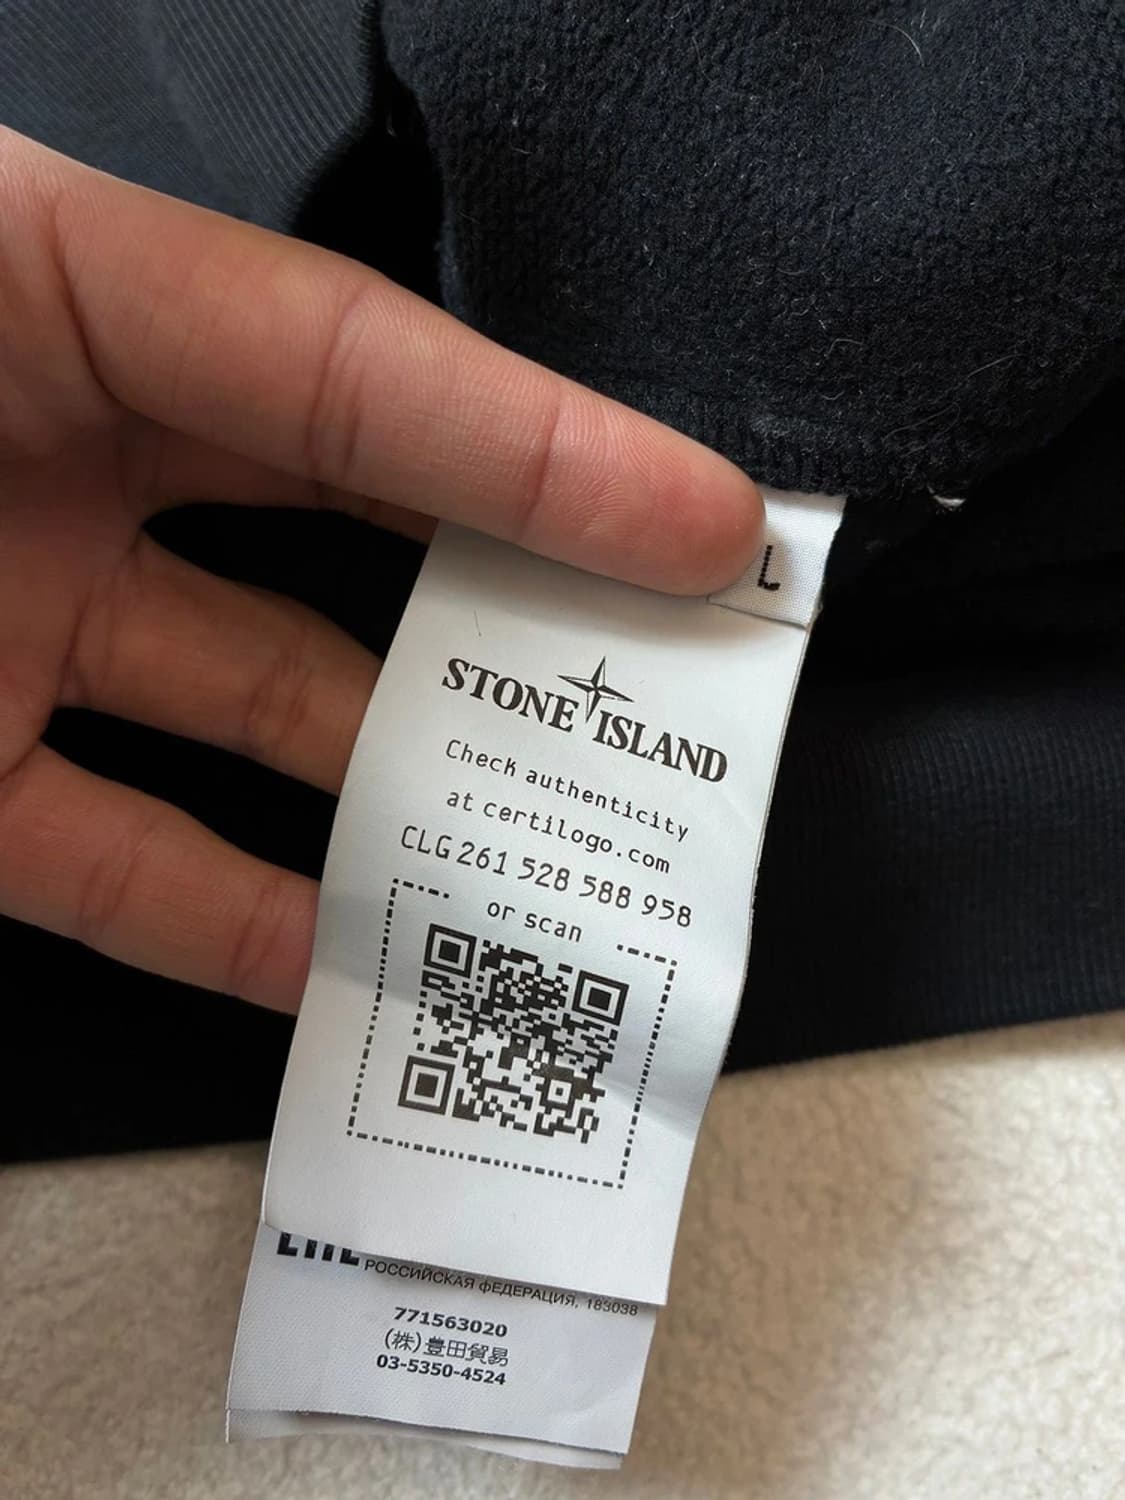 L
STONE ISLAND
Check authenticity
at certilogo.com
CLG 261 528 588 958
or scan
РОССИЙСКАЯ ФЕДЕРАЦИЯ, 183038
771563020
(株)豊田貿易
03-5350-4524